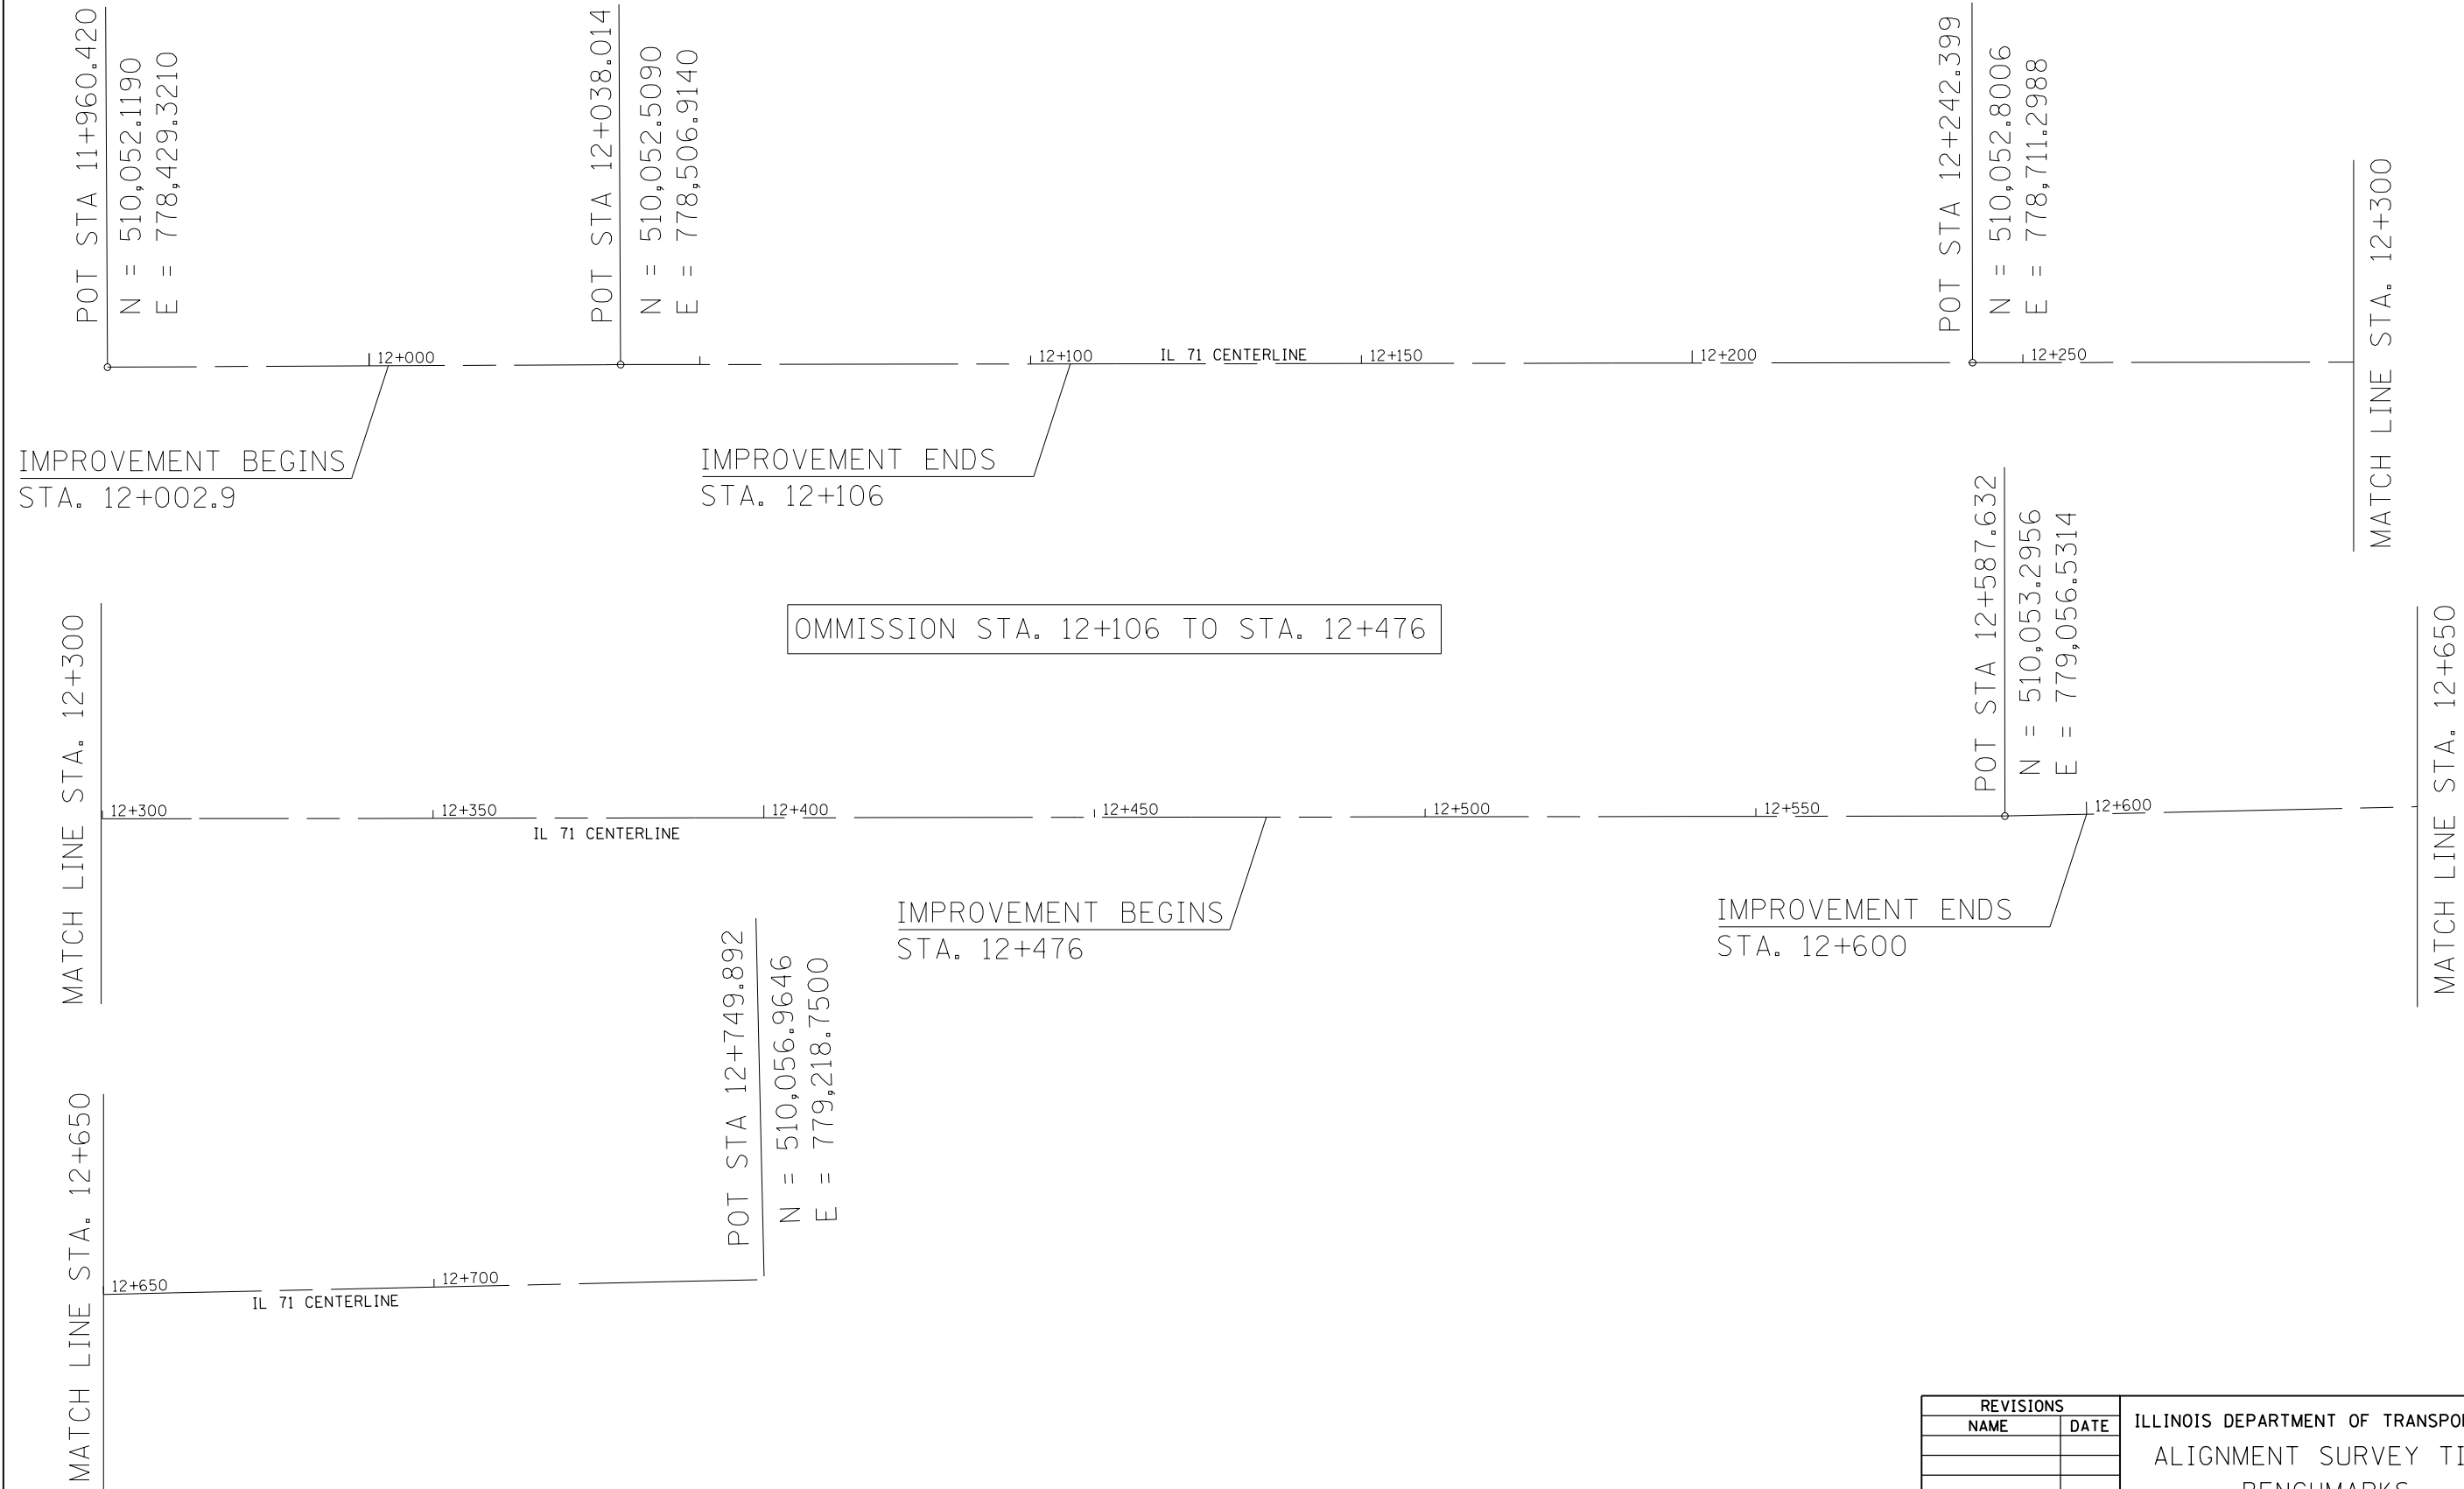 POT STA 11+960.420
N = 510,052.1190
E = 778,429.3210
POT STA 12+038.014
N = 510,052.5090
E = 778,506.9140
POT STA 12+242.399
N = 510,052.8006
E = 778,711.2988
MATCH LINE STA. 12+300
12+000
12+100
IL 71 CENTERLINE
12+150
12+200
12+250
IMPROVEMENT BEGINS
STA. 12+002.9
IMPROVEMENT ENDS
STA. 12+106
MATCH LINE STA. 12+300
OMMISSION STA. 12+106 TO STA. 12+476
POT STA 12+587.632
N = 510,053.2956
E = 779,056.5314
MATCH LINE STA. 12+650
12+300
12+350
IL 71 CENTERLINE
12+400
12+450
12+500
12+550
12+600
IMPROVEMENT BEGINS
STA. 12+476
IMPROVEMENT ENDS
STA. 12+600
MATCH LINE STA. 12+650
POT STA 12+749.892
N = 510,056.9646
E = 779,218.7500
12+650
IL 71 CENTERLINE
12+700
REVISIONS
NAME DATE
ILLINOIS DEPARTMENT OF
ALIGNMENT SURVEY